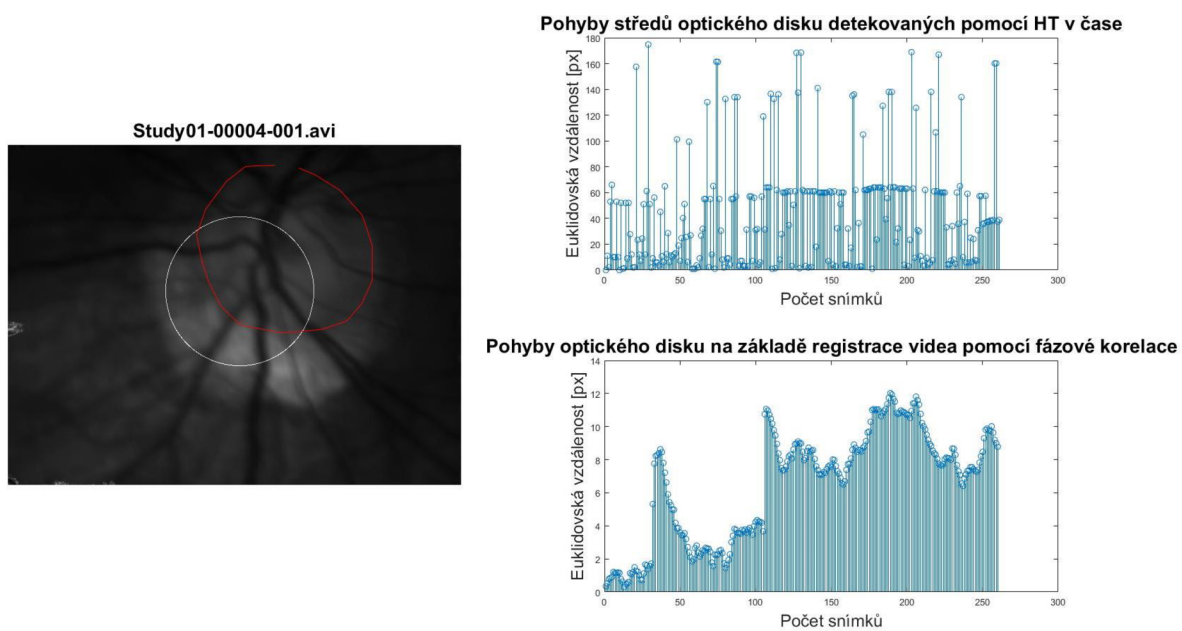 Study01-00004-001.avi
Pohyby středů optického disku detekovaných pomocí HT v čase
Euklidovská vzdálenost [px]
180
160
140
120
100
80
60
40
20
0
0 50 100 150 200 250 300
Počet snímků
Pohyby optického disku na základě registrace videa pomocí fázové korelace
Euklidovská vzdálenost [px]
14
12
10
8
6
4
2
0
0 50 100 150 200 250 300
Počet snímků